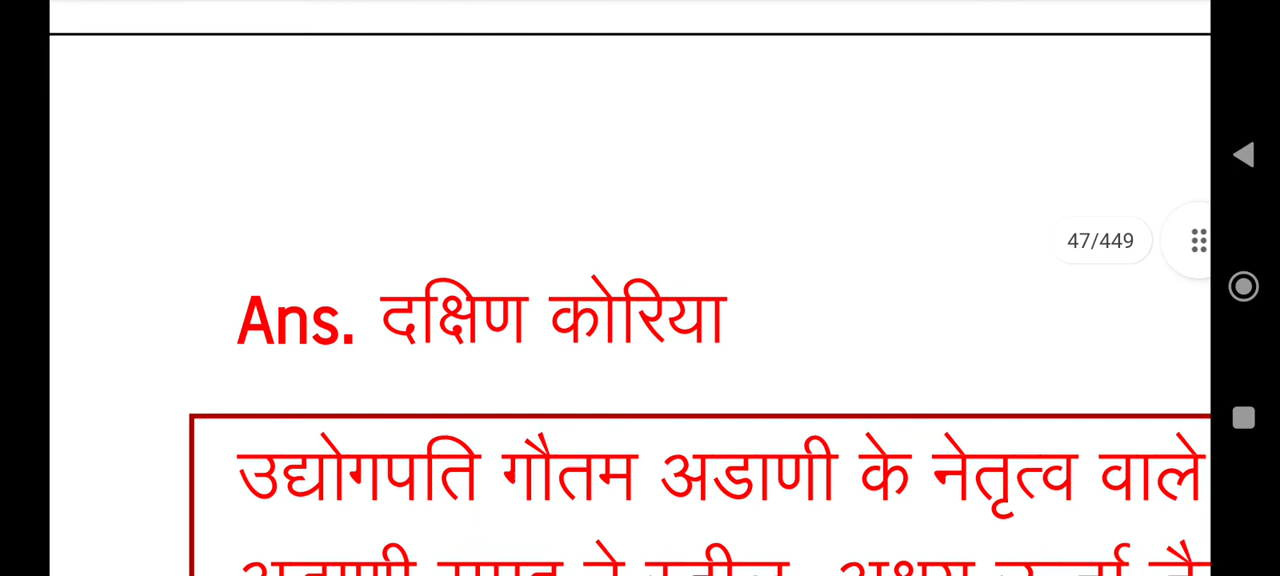 47/449
Ans. दक्षिण कोरिया
उद्योगपति गौतम अडाणी के नेतृत्व वाले